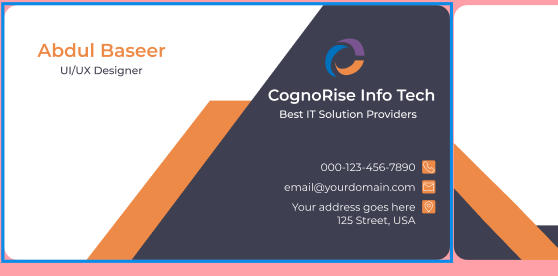 Abdul Baseer
UI/UX Designer
CognoRise Info Tech
Best IT Solution Providers
000-123-456-7890
email@yourdomain.com
Your address goes here
125 Street, USA